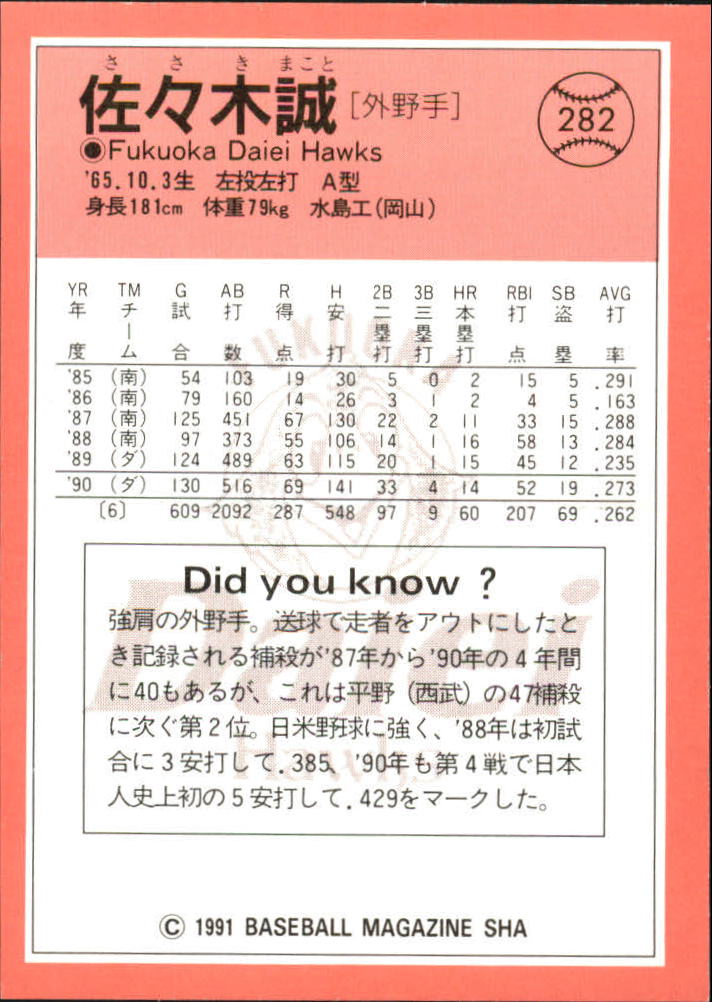 ささきまこと
佐々木誠［外野手］
282
●Fukuoka Daiei Hawks
'65.10.3生 左投左打 A型
身長181cm 体重79kg 水島工(岡山)
YR TM G AB R H 2B 3B HR RBI SB AVG
年度 チーム 試合 打数 得点 安打 二塁打 三塁打 本塁打 打点 盗塁 打率
'85 (南) 54 103 19 30 5 0 2 15 5 .291
'86 (南) 79 160 14 26 3 1 2 4 5 .163
'87 (南) 125 451 67 130 22 2 11 33 15 .288
'88 (南) 97 373 55 106 14 1 16 58 13 .284
'89 (ダ) 124 489 63 115 20 1 15 45 12 .235
'90 (ダ) 130 516 69 141 33 4 14 52 19 .273
〔6〕 609 2092 287 548 97 9 60 207 69 .262
FUKUOKA
Daiei
Hawks
Did you know ?
強肩の外野手。送球で走者をアウトにしたと
き記録される補殺が'87年から'90年の4年間
に40もあるが、これは平野（西武）の47補殺
に次ぐ第2位。日米野球に強く、'88年は初試
合に3安打して.385、'90年も第4戦で日本
人史上初の5安打して.429をマークした。
© 1991 BASEBALL MAGAZINE SHA